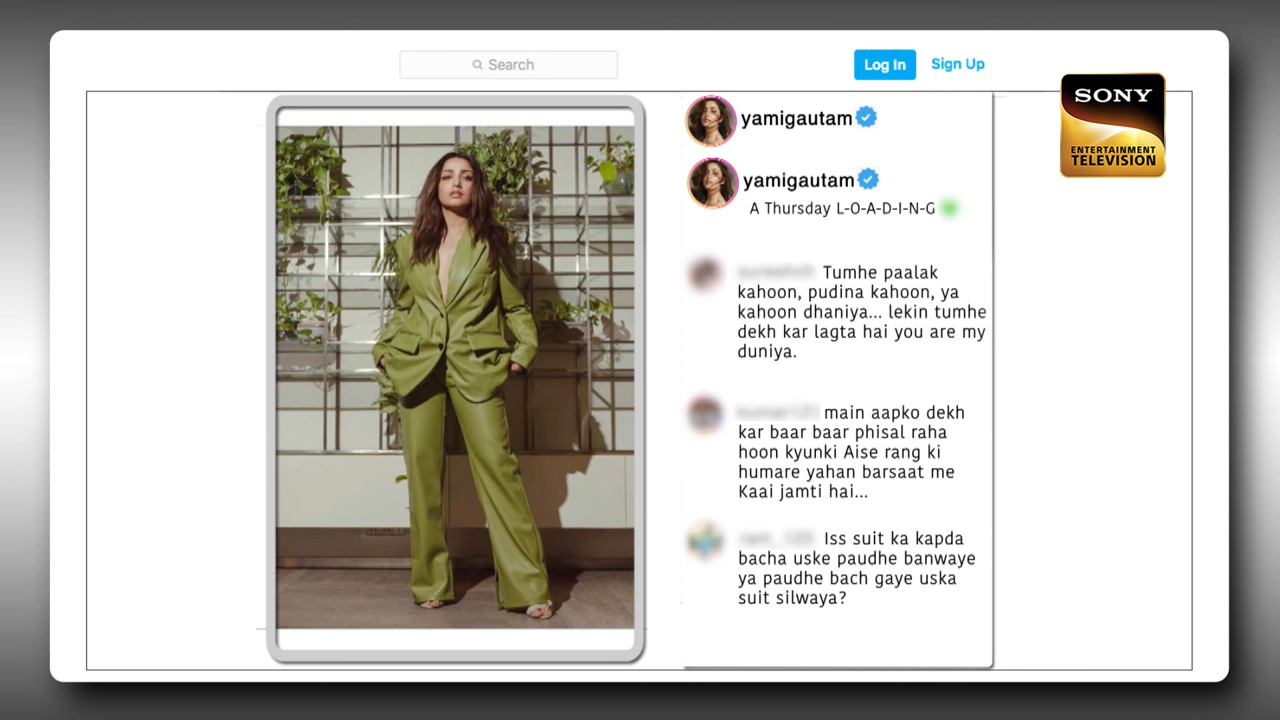 Search
Log In
Sign Up
SONY
ENTERTAINMENT
TELEVISION
yamigautam
yamigautam
A Thursday L-O-A-D-I-N-G
Tumhe paalak
kahoon, pudina kahoon, ya
kahoon dhaniya... lekin tumhe
dekh kar lagta hai you are my
duniya.
main aapko dekh
kar baar baar phisal raha
hoon kyunki Aise rang ki
humare yahan barsaat me
Kaai jamti hai...
Iss suit ka kapda
bacha uske paudhe banwaye
ya paudhe bach gaye uska
suit silwaya?